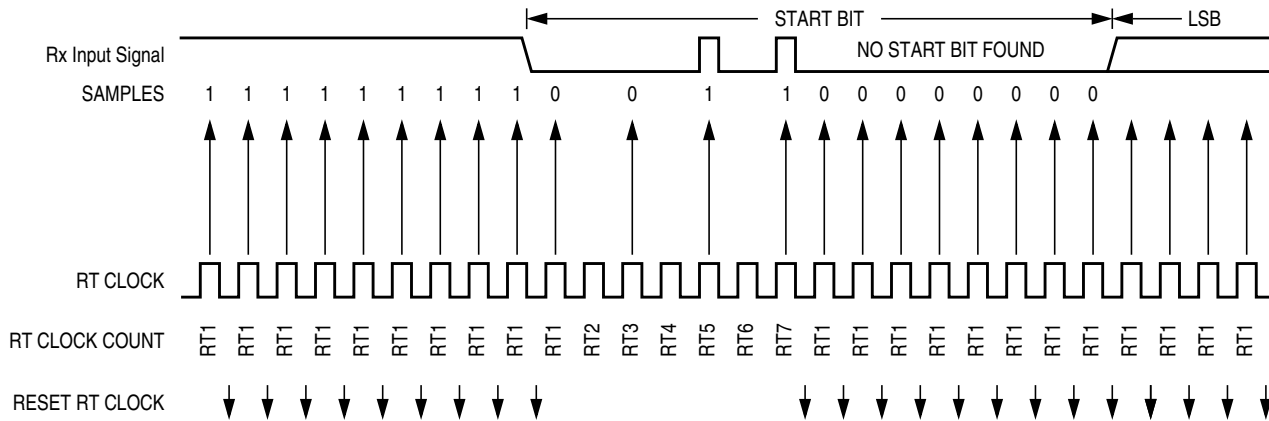 START BIT LSB
Rx Input Signal NO START BIT FOUND
SAMPLES 1 1 1 1 1 1 1 1 1 0 0 1 1 0 0 0 0 0 0 0 0
RT CLOCK
RT CLOCK COUNT RT1 RT1 RT1 RT1 RT1 RT1 RT1 RT1 RT1 RT1 RT2 RT3 RT4 RT5 RT6 RT7 RT1 RT1 RT1 RT1 RT1 RT1 RT1 RT1 RT1 RT1 RT1 RT1
RESET RT CLOCK